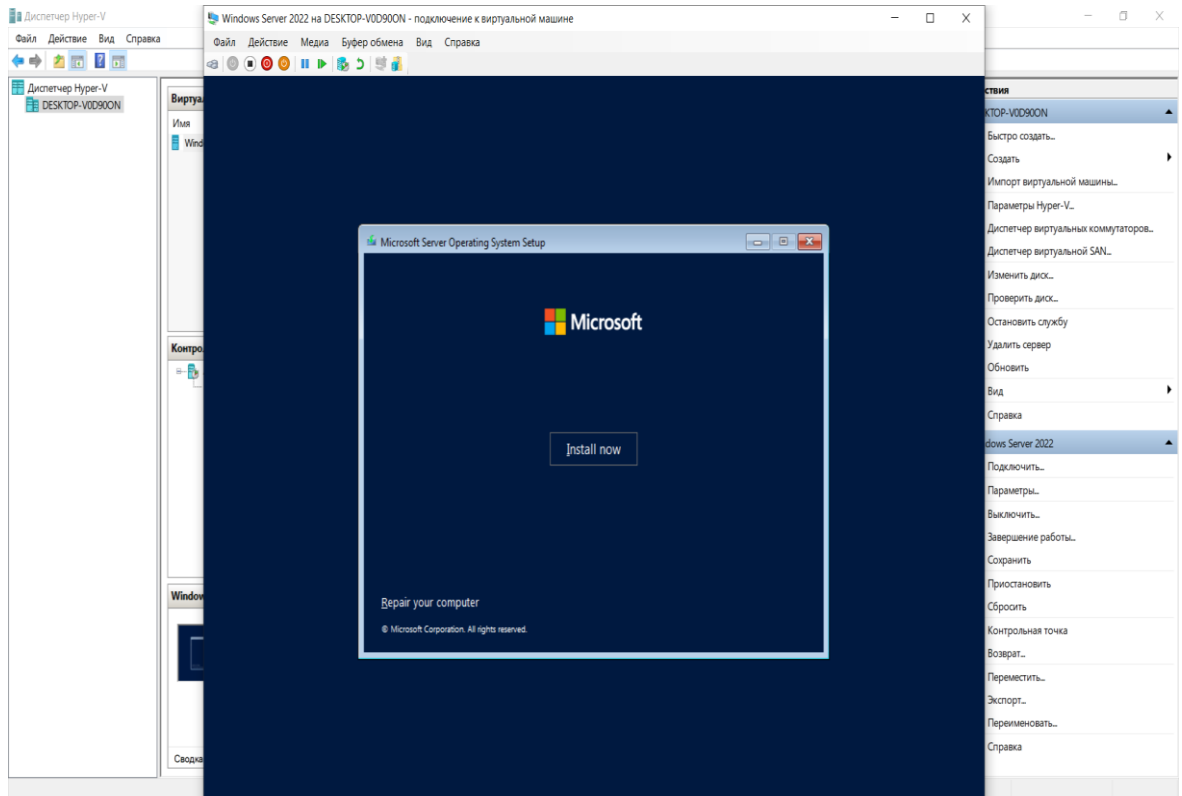 Диспетчер Hyper-V
Файл Действие Вид Справка
Диспетчер Hyper-V
DESKTOP-V0D90ON
Имя
Сводка
Windows Server 2022 на DESKTOP-V0D90ON - подключение к виртуальной машине
Файл Действие Медиа Буфер обмена Вид Справка
Microsoft Server Operating System Setup
Microsoft
Install now
Repair your computer
© Microsoft Corporation. All rights reserved.
ствия
KTOP-V0D90ON
Быстро создать...
Создать
Импорт виртуальной машины...
Параметры Hyper-V...
Диспетчер виртуальных коммутаторов...
Диспетчер виртуальной SAN...
Изменить диск...
Проверить диск...
Остановить службу
Удалить сервер
Обновить
Вид
Справка
dows Server 2022
Подключить...
Параметры...
Выключить...
Завершение работы...
Сохранить
Приостановить
Сбросить
Контрольная точка
Возврат...
Переместить...
Экспорт...
Переименовать...
Справка